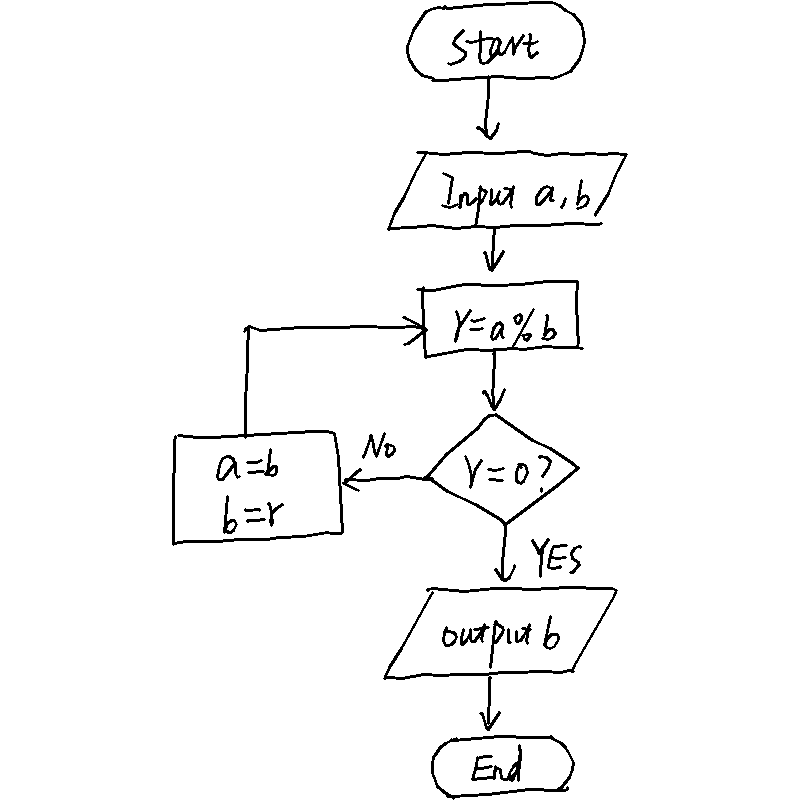 Start
Input a, b
r=a%b
r=0?
No
a=b
b=r
YES
output b
End